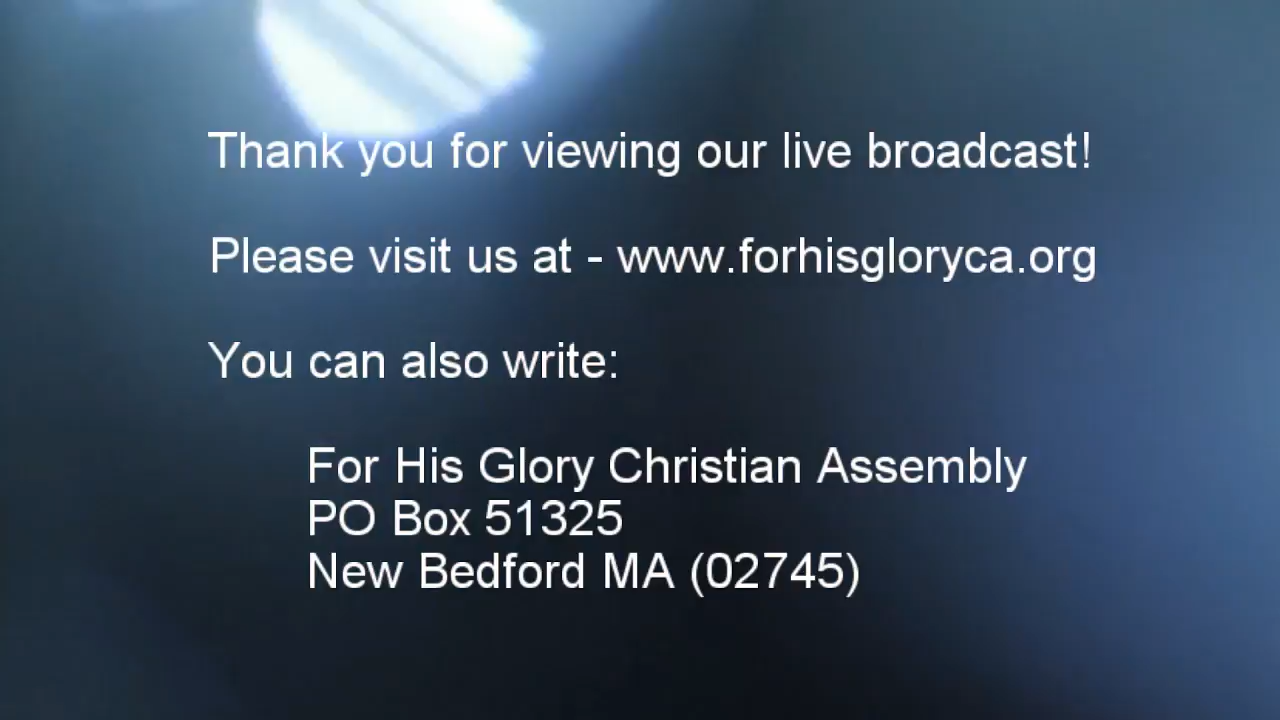 Thank you for viewing our live broadcast!
Please visit us at - www.forhisgloryca.org
You can also write:
For His Glory Christian Assembly
PO Box 51325
New Bedford MA (02745)